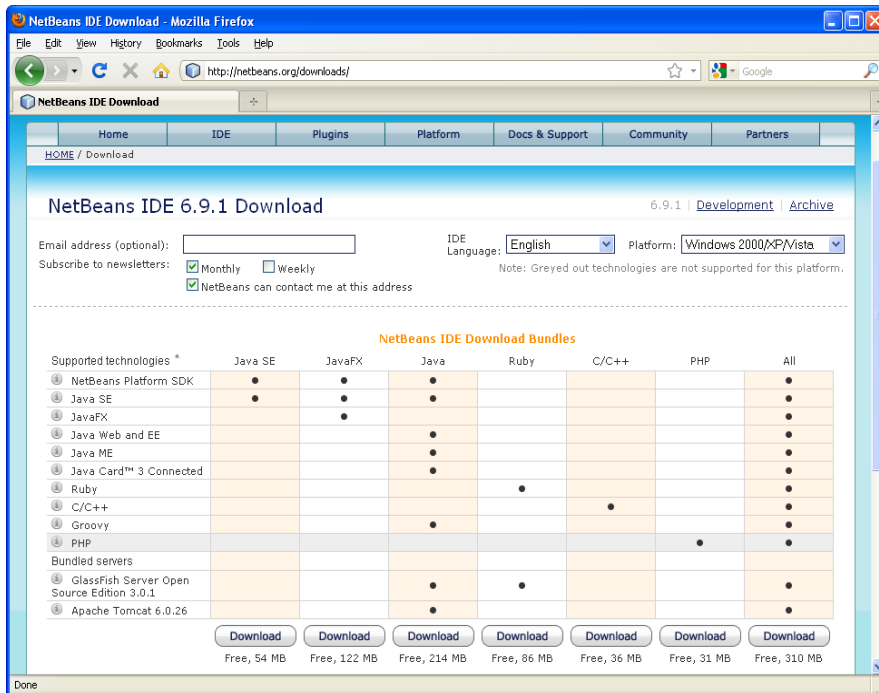 NetBeans IDE Download - Mozilla Firefox
File Edit View History Bookmarks Tools Help
http://netbeans.org/downloads/ Google
NetBeans IDE Download
Home IDE Plugins Platform Docs & Support Community Partners
HOME / Download
NetBeans IDE 6.9.1 Download 6.9.1 | Development | Archive
Email address (optional): IDE Language: English Platform: Windows 2000/XP/Vista
Subscribe to newsletters: Monthly Weekly Note: Greyed out technologies are not supported for this platform.
NetBeans can contact me at this address
NetBeans IDE Download Bundles
Supported technologies * Java SE JavaFX Java Ruby C/C++ PHP All
NetBeans Platform SDK • • • •
Java SE • • • •
JavaFX • •
Java Web and EE • •
Java ME • •
Java Card™ 3 Connected • •
Ruby • •
C/C++ • •
Groovy • •
PHP • •
Bundled servers
GlassFish Server Open
Source Edition 3.0.1 • • •
Apache Tomcat 6.0.26 • •
Download Download Download Download Download Download Download
Free, 54 MB Free, 122 MB Free, 214 MB Free, 86 MB Free, 36 MB Free, 31 MB Free, 310 MB
Done